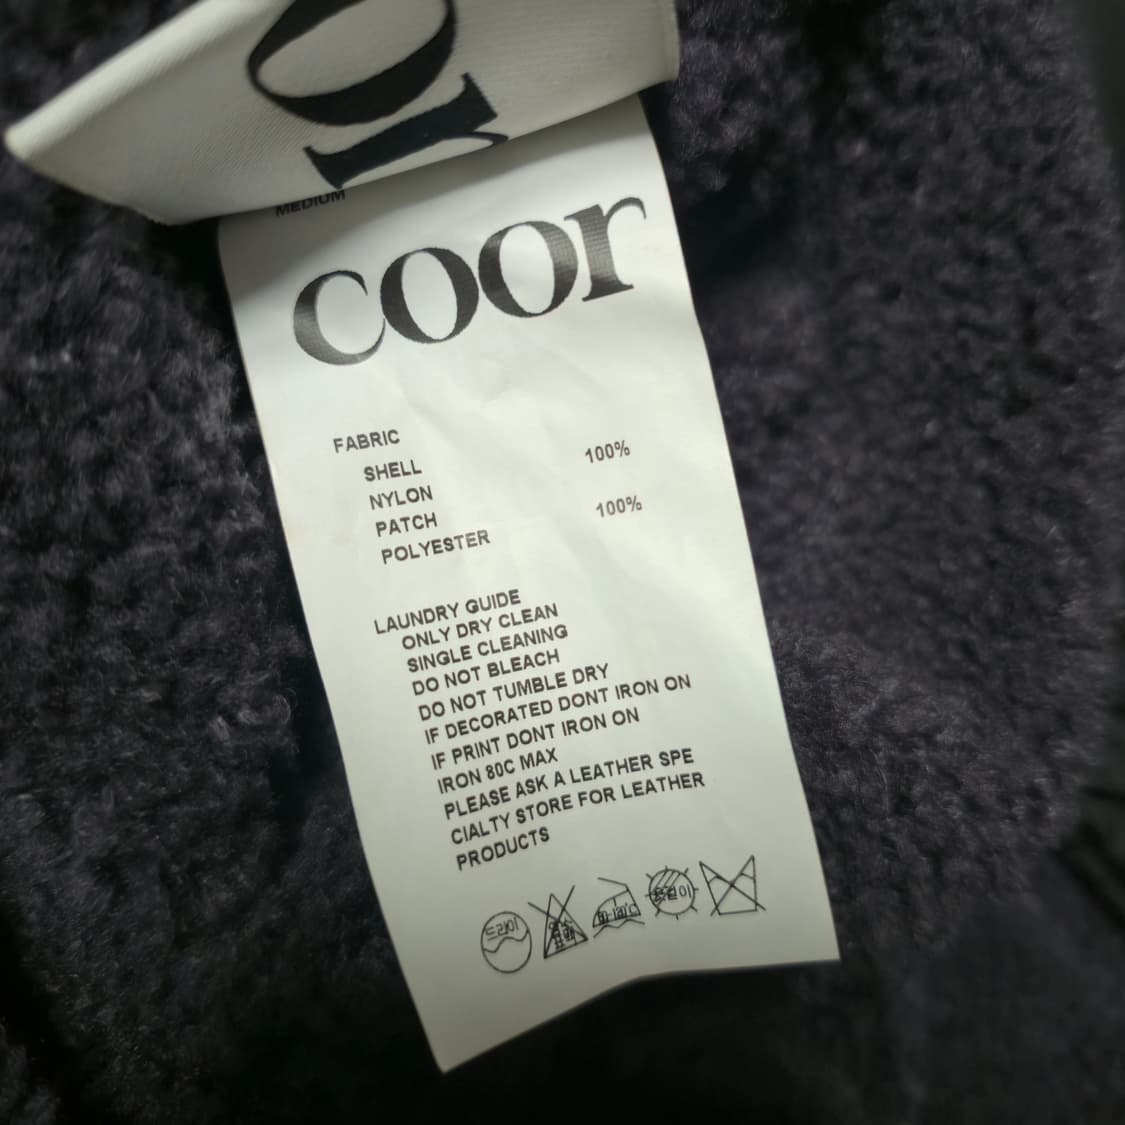 or
MEDIUM
coor
FABRIC
SHELL 100%
NYLON
PATCH 100%
POLYESTER
LAUNDRY GUIDE
ONLY DRY CLEAN
SINGLE CLEANING
DO NOT BLEACH
DO NOT TUMBLE DRY
IF DECORATED DONT IRON ON
IF PRINT DONT IRON ON
IRON 80C MAX
PLEASE ASK A LEATHER SPE
CIALTY STORE FOR LEATHER
PRODUCTS
드라이